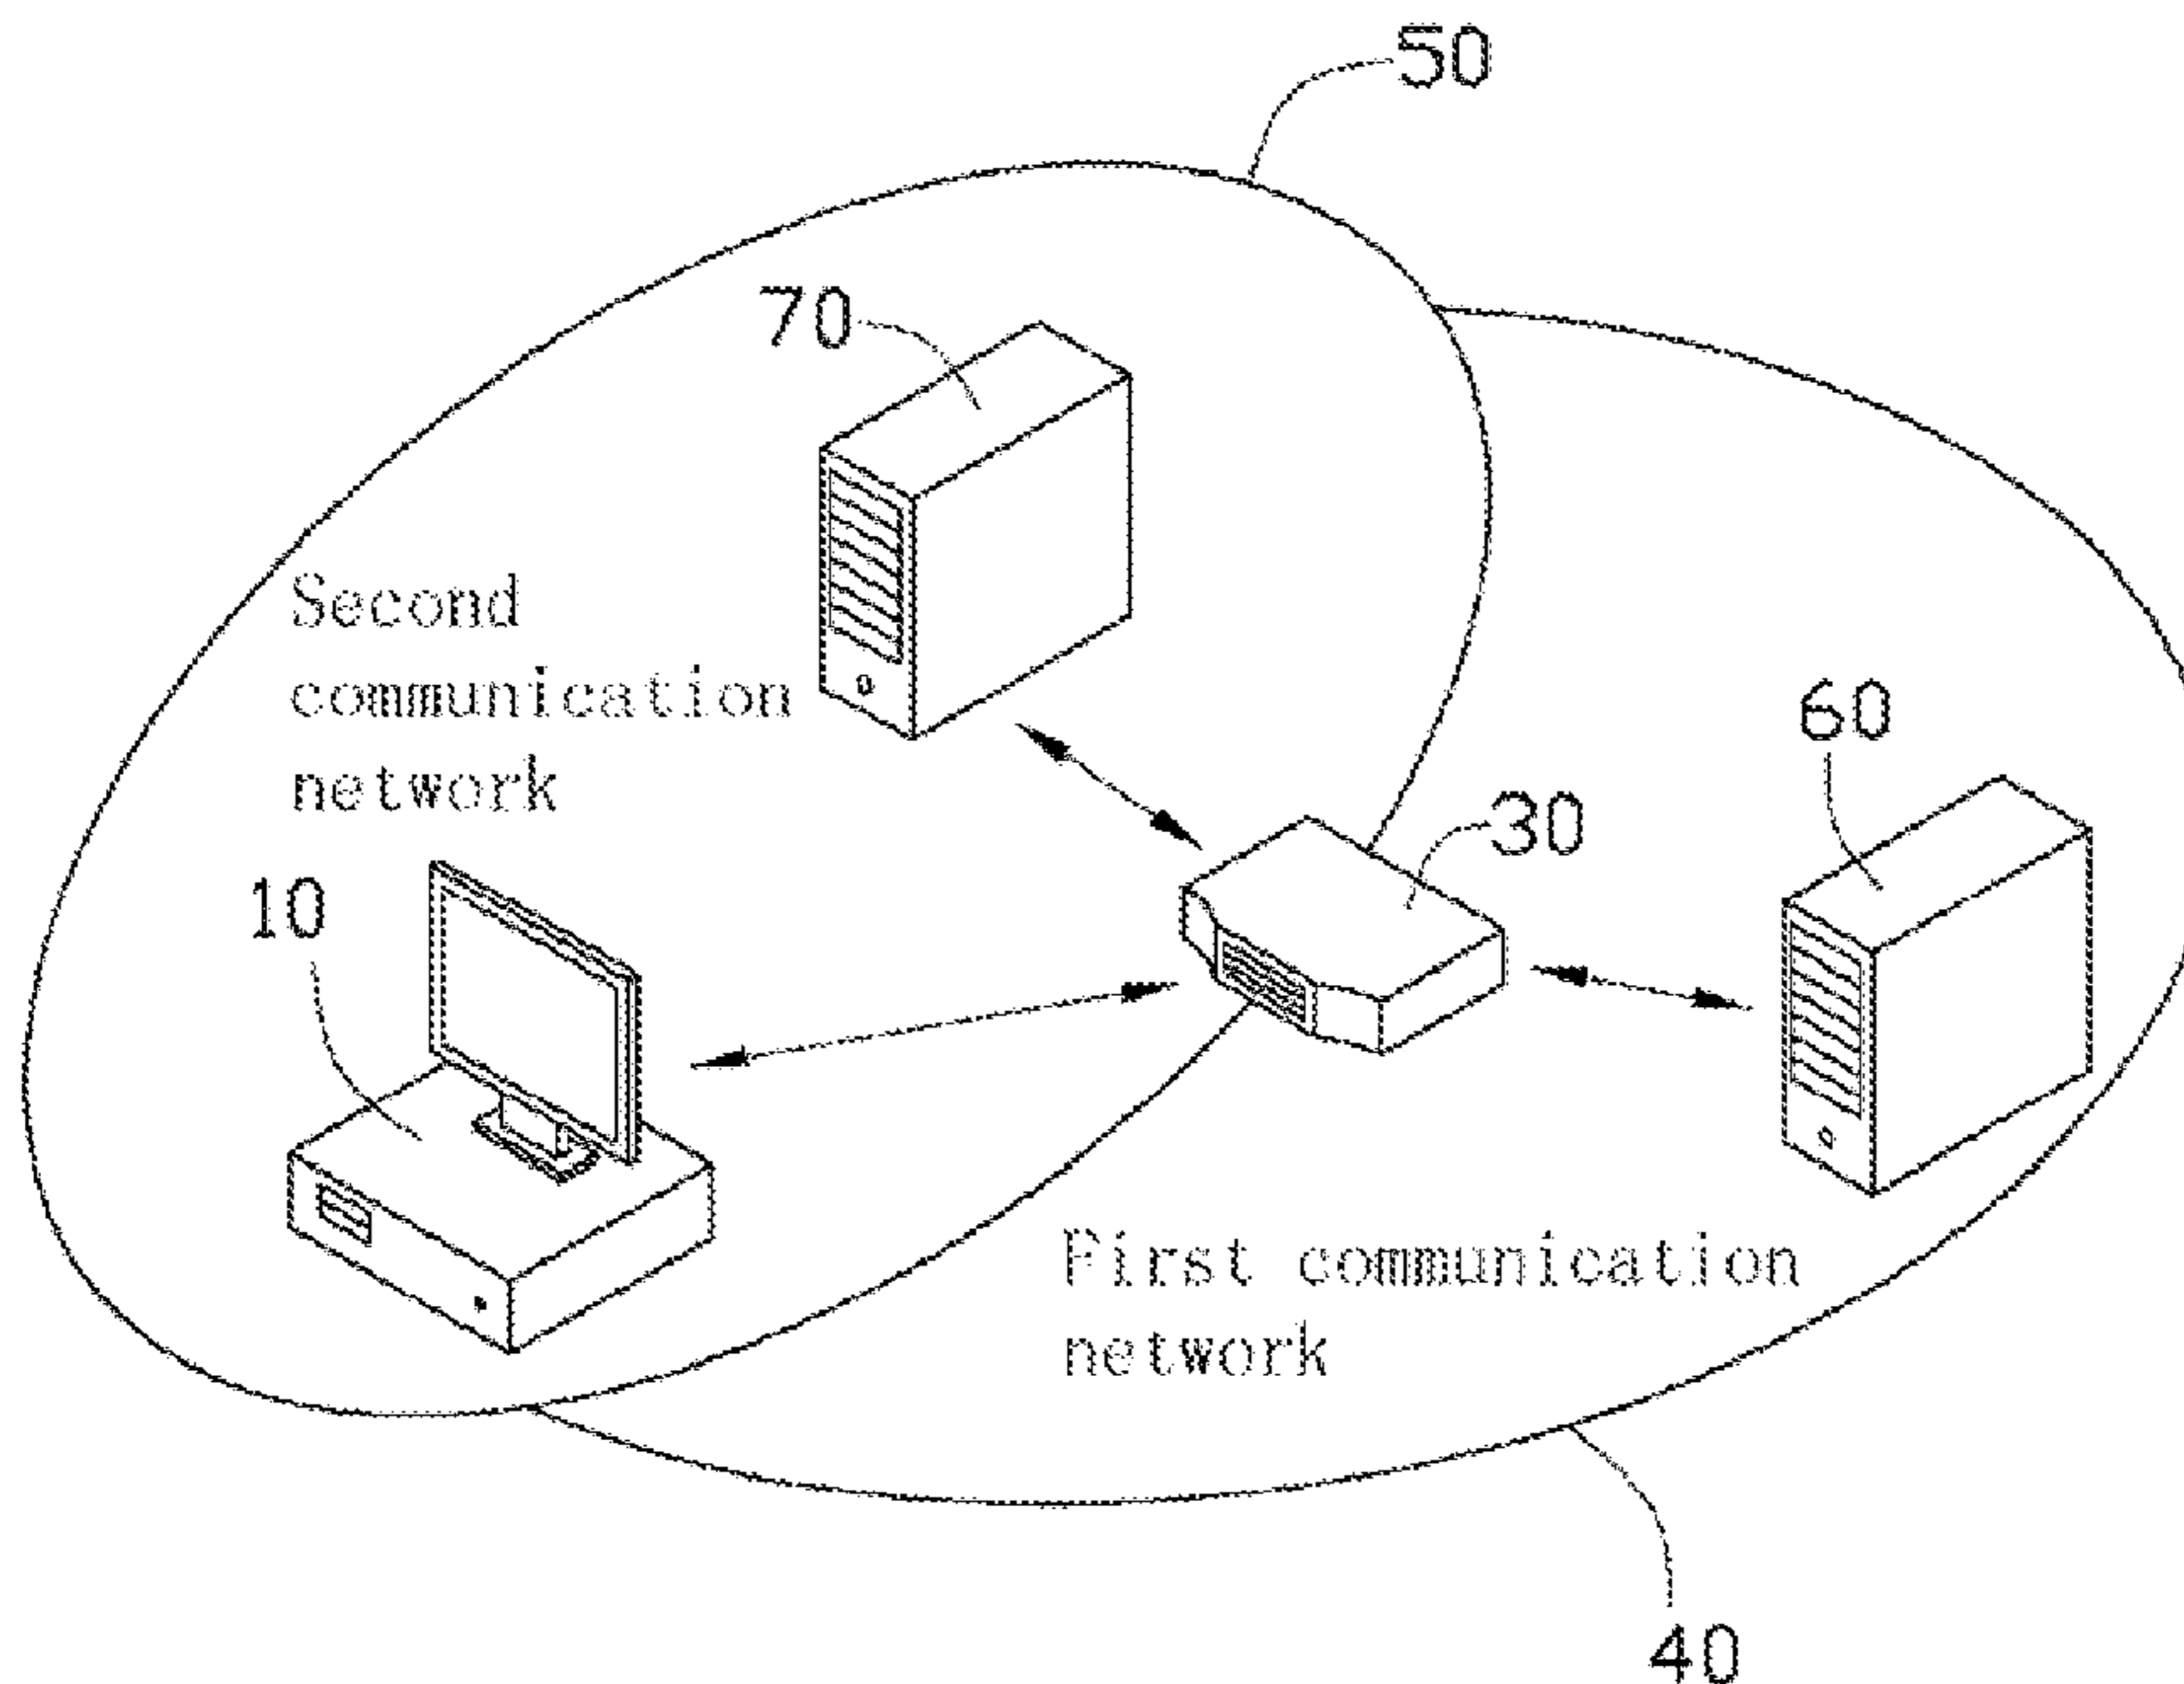 50
70
Second
communication
network
60
30
10
First communication
network
40